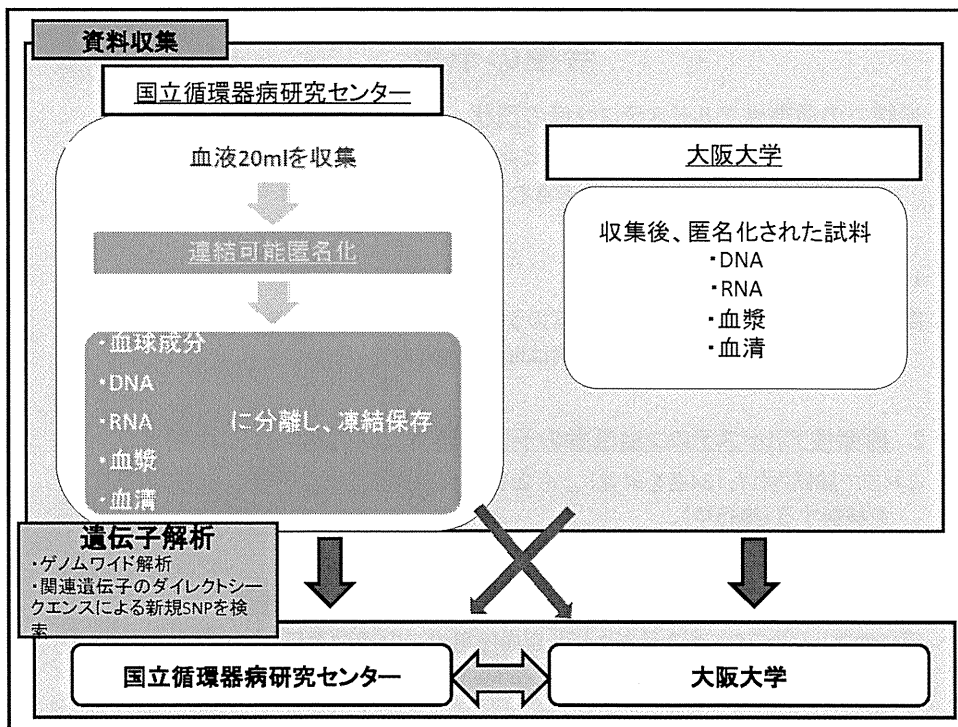 資料収集
国立循環器病研究センター
血液20mlを収集
連結可能匿名化
・血球成分
・DNA
・RNA
に分離し、凍結保存
・血漿
・血清
大阪大学
収集後、匿名化された試料
・DNA
・RNA
・血漿
・血清
遺伝子解析
・ゲノムワイド解析
・関連遺伝子のダイレクトシー
クエンスによる新規SNPを検
索
国立循環器病研究センター
大阪大学